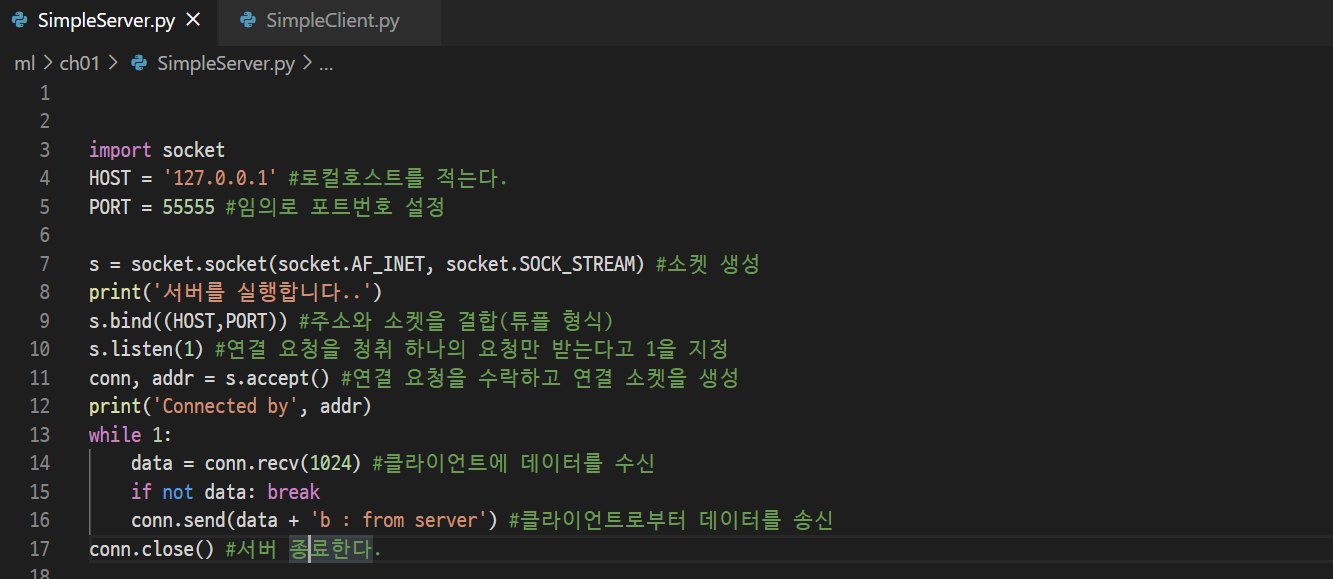 SimpleServer.py × SimpleClient.py
ml > ch01 > SimpleServer.py > ...
1
2
3 import socket
4 HOST = '127.0.0.1' #로컬호스트를 적는다.
5 PORT = 55555 #임의로 포트번호 설정
6
7 s = socket.socket(socket.AF_INET, socket.SOCK_STREAM) #소켓 생성
8 print('서버를 실행합니다..')
9 s.bind((HOST,PORT)) #주소와 소켓을 결합(튜플 형식)
10 s.listen(1) #연결 요청을 청취 하나의 요청만 받는다고 1을 지정
11 conn, addr = s.accept() #연결 요청을 수락하고 연결 소켓을 생성
12 print('Connected by', addr)
13 while 1:
14     data = conn.recv(1024) #클라이언트에 데이터를 수신
15     if not data: break
16     conn.send(data + 'b : from server') #클라이언트로부터 데이터를 송신
17 conn.close() #서버 종료한다.
18